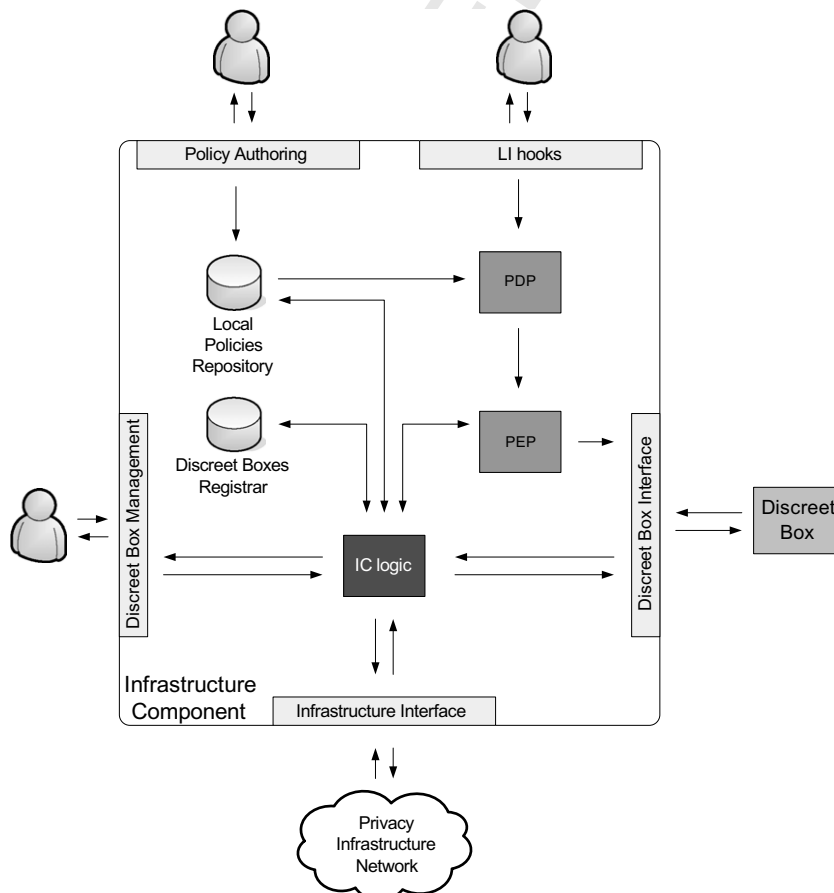 Policy Authoring
LI hooks
PDP
Local
Policies
Repository
PEP
Discreet Boxes
Registrar
Discreet Box Management
Discreet Box Interface
Discreet
Box
IC logic
Infrastructure
Component
Infrastructure Interface
Privacy
Infrastructure
Network